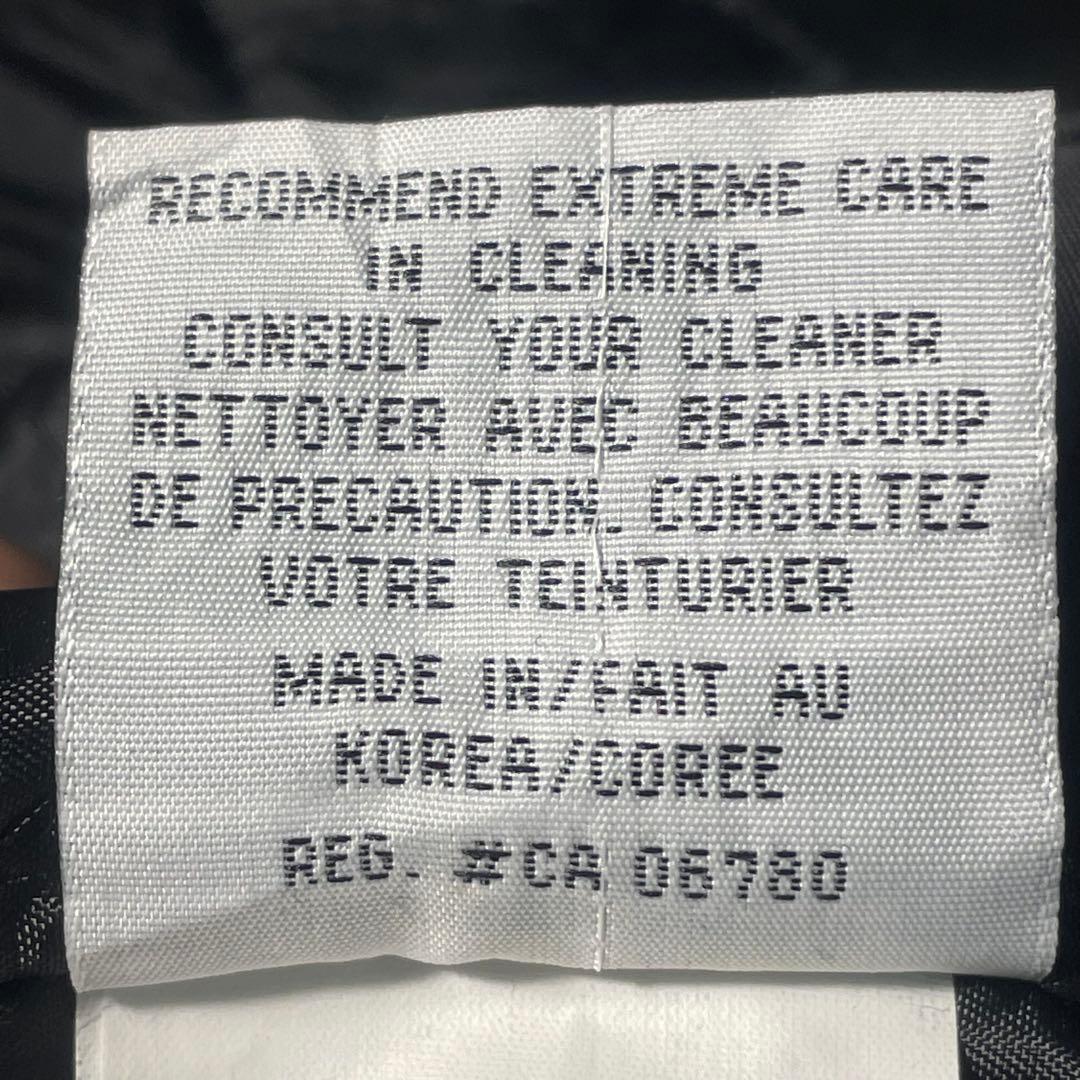 RECOMMEND EXTREME CARE
IN CLEANING
CONSULT YOUR CLEANER
NETTOYER AVEC BEAUCOUP
DE PRECAUTION. CONSULTEZ
VOTRE TEINTURIER
MADE IN/FAIT AU
KOREA/COREE
REG. #CA 06780